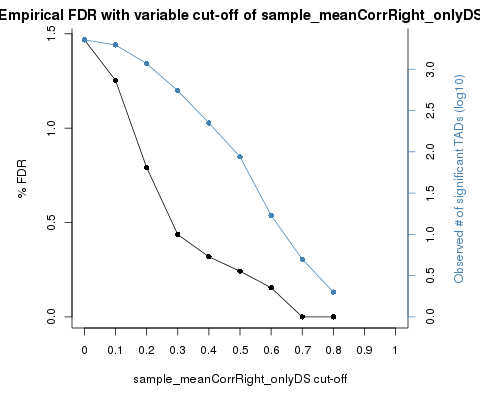 Empirical FDR with variable cut-off of sample_meanCorrRight_onlyDS
% FDR
0.0
0.5
1.0
1.5
0 0.1 0.2 0.3 0.4 0.5 0.6 0.7 0.8 0.9 1
sample_meanCorrRight_onlyDS cut-off
0.0
0.5
1.0
1.5
2.0
2.5
3.0
Observed # of significant TADs (log10)